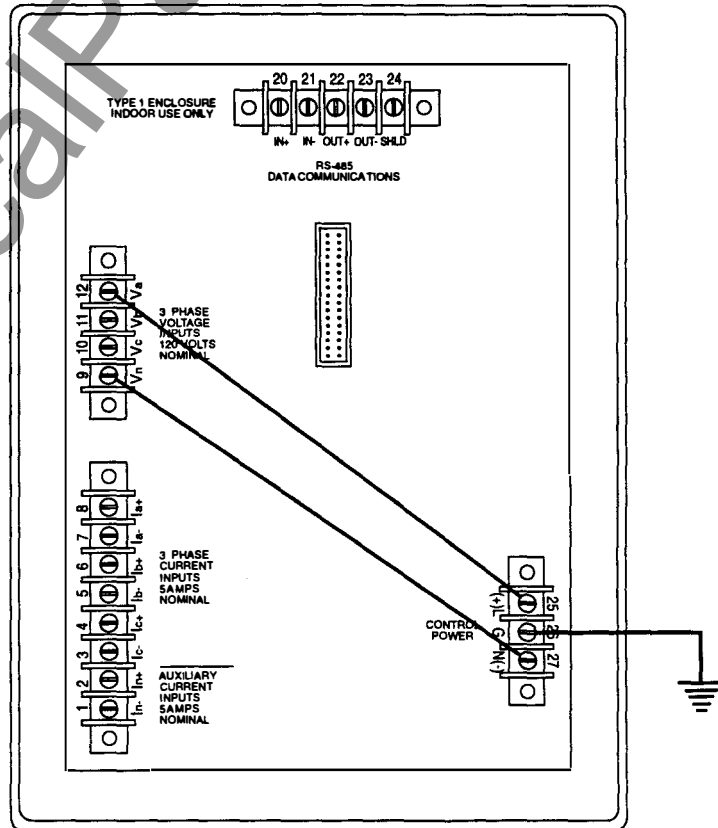 20 21 22 23 24
TYPE 1 ENCLOSURE
INDOOR USE ONLY
IN+ IN- OUT+ OUT- SHLD
RS-485
DATA COMMUNICATIONS
12 Va
11
10 Vc
9 Vn
3 PHASE
VOLTAGE
INPUTS
120 VOLTS
NOMINAL
8 Ia+
7 Ia-
6 Ib+
5 Ib-
4 Ic+
3 Ic-
2 In+
1 In-
3 PHASE
CURRENT
INPUTS
5AMPS
NOMINAL
AUXILIARY
CURRENT
INPUTS
5AMPS
NOMINAL
CONTROL
POWER
(+)L 25
G 26
N(-) 27